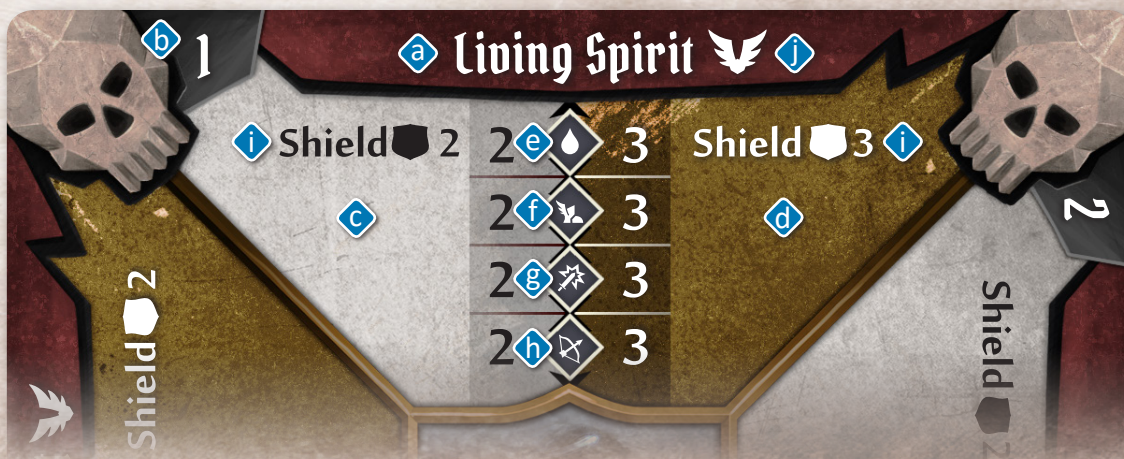 b 1 a Living Spirit j
i Shield 2 2 e 3 Shield 3 i
c 2 f 3 d
2 g 3
2 h 3
2
Shield 2
Shield 2